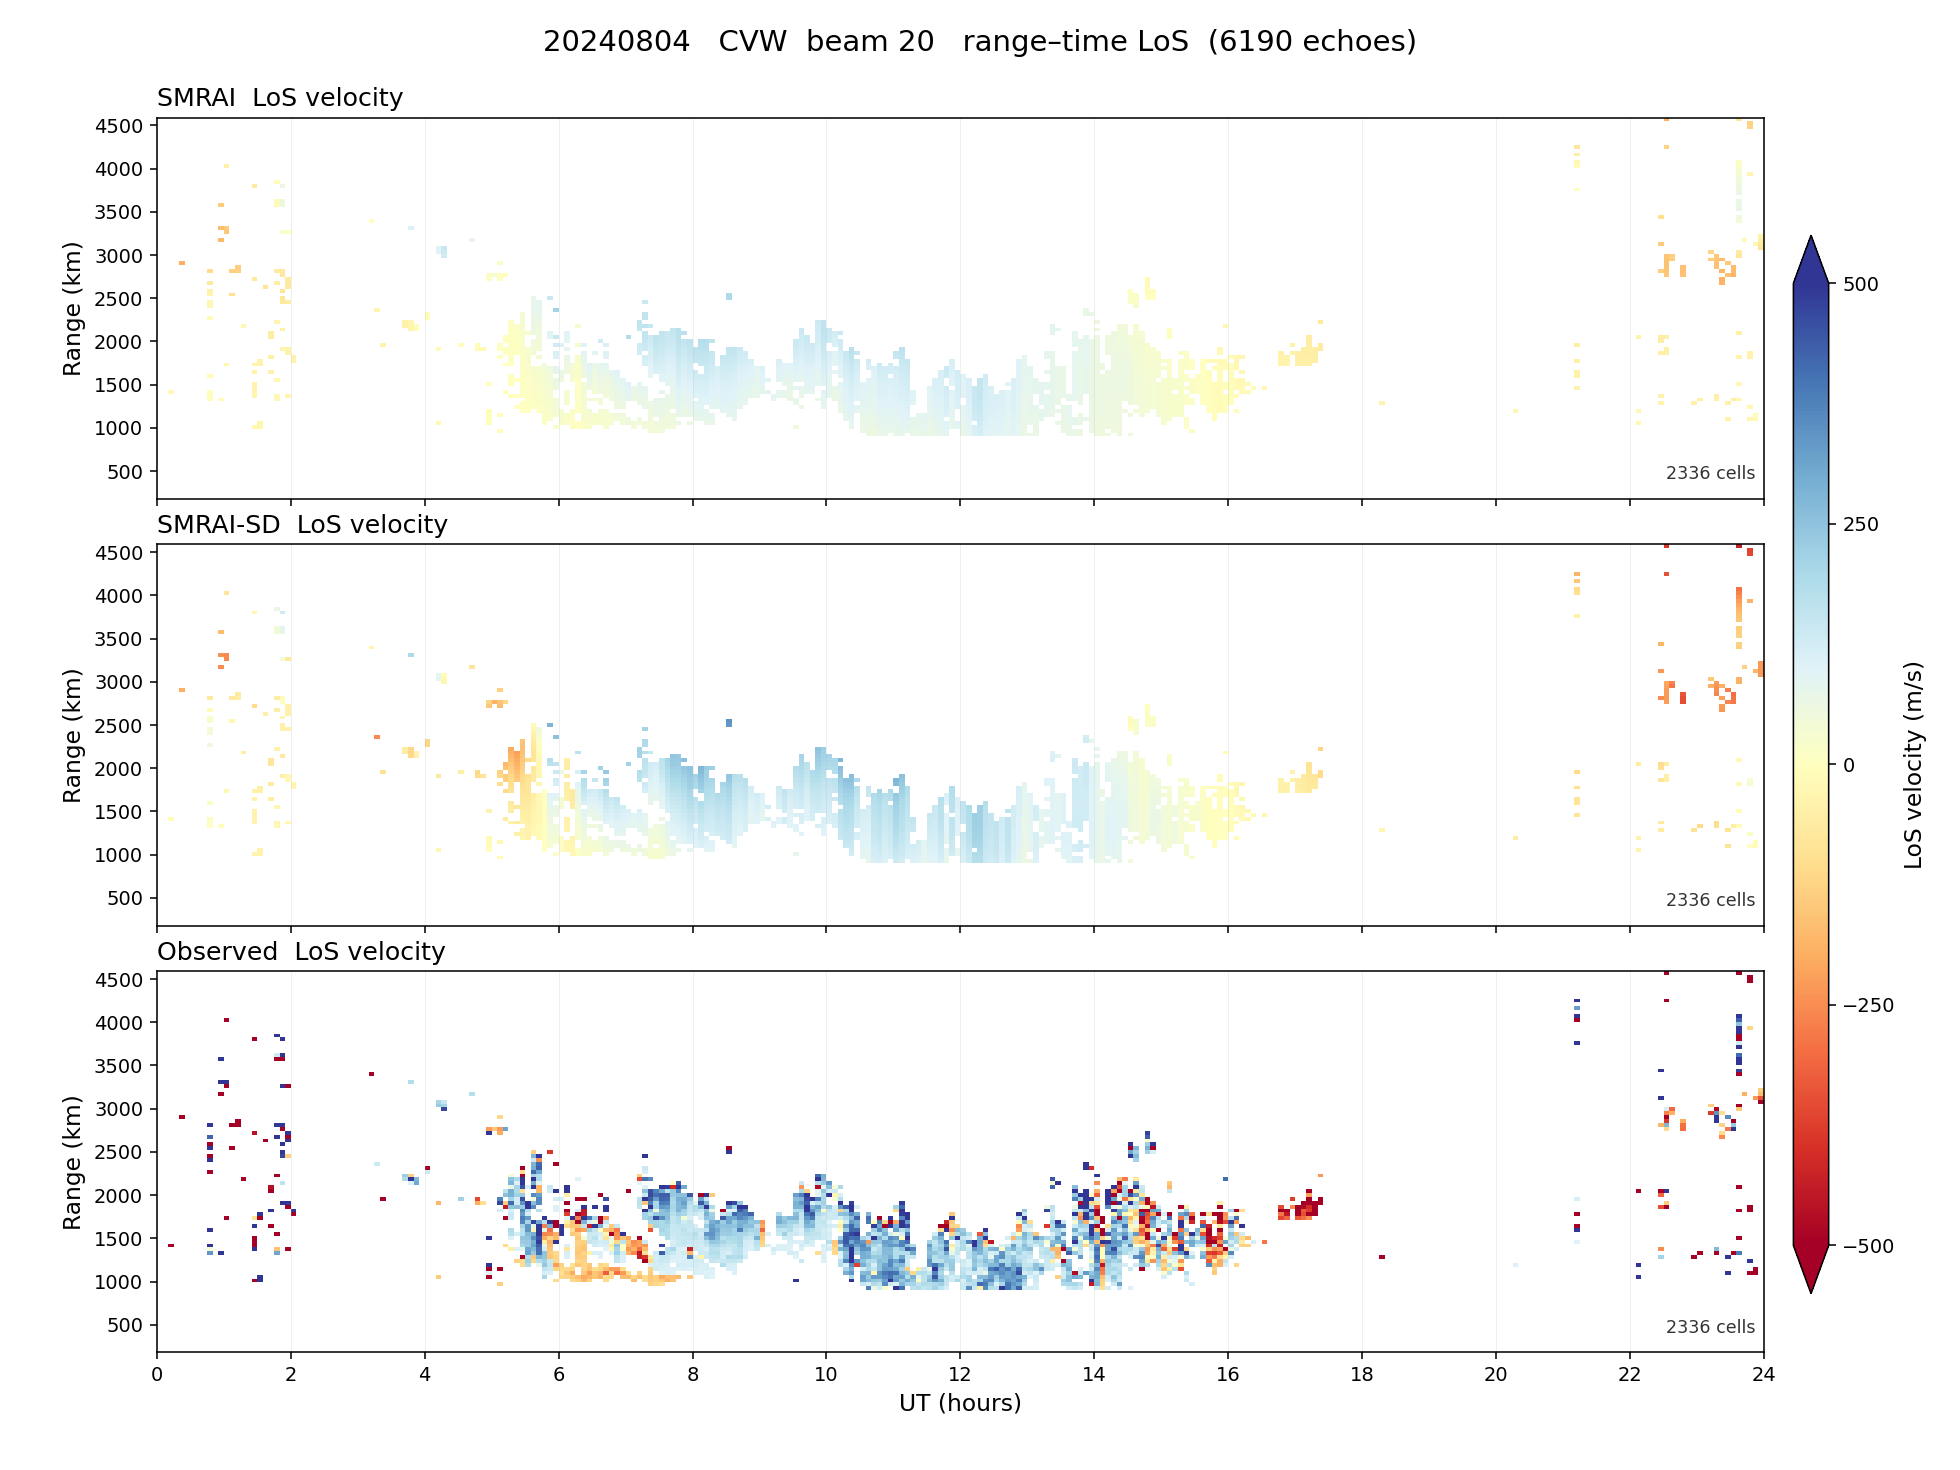 20240804   CVW  beam 20   range–time LoS  (6190 echoes)
SMRAI  LoS velocity
4500
4000
3500
3000
2500
2000
1500
1000
500
Range (km)
2336 cells
SMRAI-SD  LoS velocity
4500
4000
3500
3000
2500
2000
1500
1000
500
Range (km)
2336 cells
Observed  LoS velocity
4500
4000
3500
3000
2500
2000
1500
1000
500
Range (km)
2336 cells
0 2 4 6 8 10 12 14 16 18 20 22 24
UT (hours)
500
250
0
−250
−500
LoS velocity (m/s)